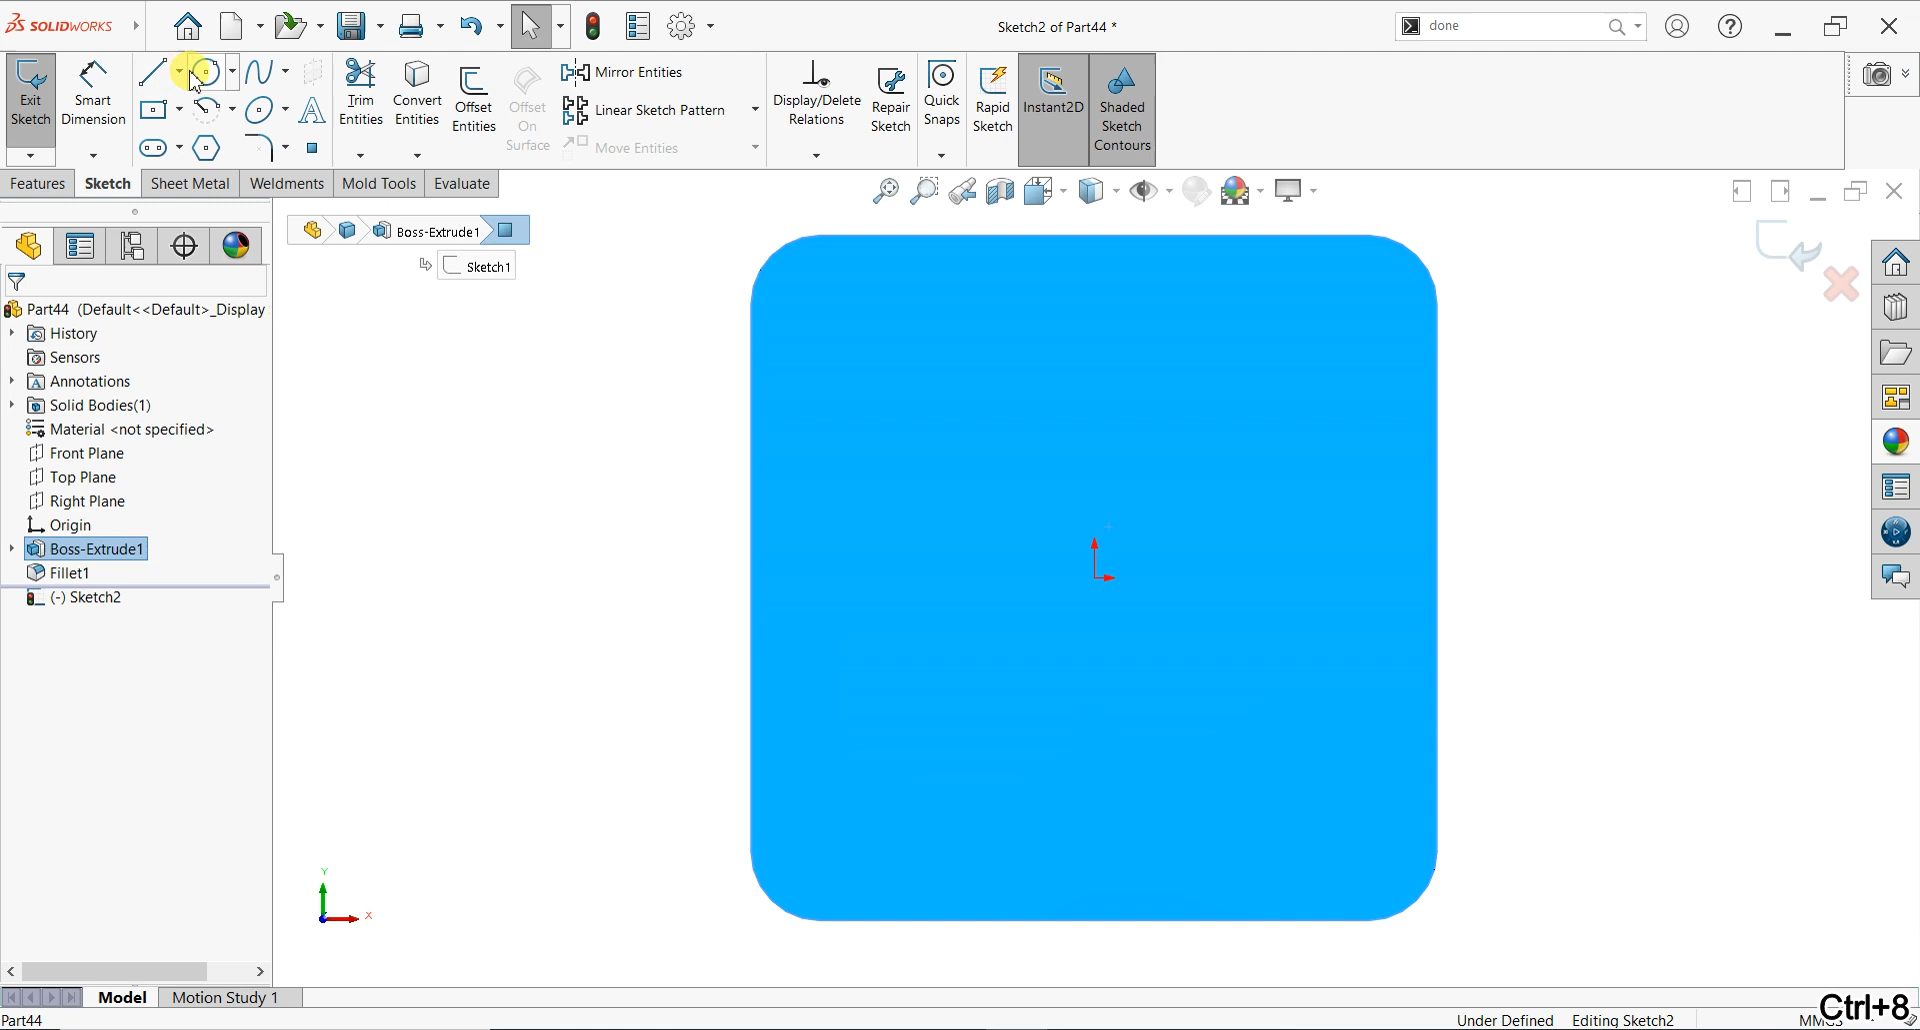 SOLIDWORKS
Sketch2 of Part44 *
done
Exit Sketch
Smart Dimension
Trim Entities
Convert Entities
Offset Entities
Offset On Surface
Mirror Entities
Linear Sketch Pattern
Move Entities
Display/Delete Relations
Repair Sketch
Quick Snaps
Rapid Sketch
Instant2D
Shaded Sketch Contours
Features
Sketch
Sheet Metal
Weldments
Mold Tools
Evaluate
Boss-Extrude1
Sketch1
Part44 (Default<<Default>_Display
History
Sensors
Annotations
Solid Bodies(1)
Material <not specified>
Front Plane
Top Plane
Right Plane
Origin
Boss-Extrude1
Fillet1
(-) Sketch2
Y
X
Model
Motion Study 1
Ctrl+8
Part44
Under Defined
Editing Sketch2